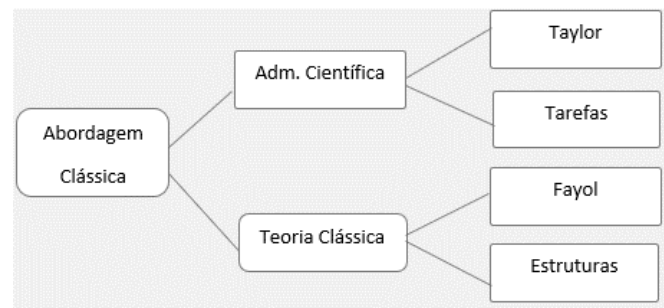 Abordagem
Clássica
Adm. Científica
Taylor
Tarefas
Teoria Clássica
Fayol
Estruturas